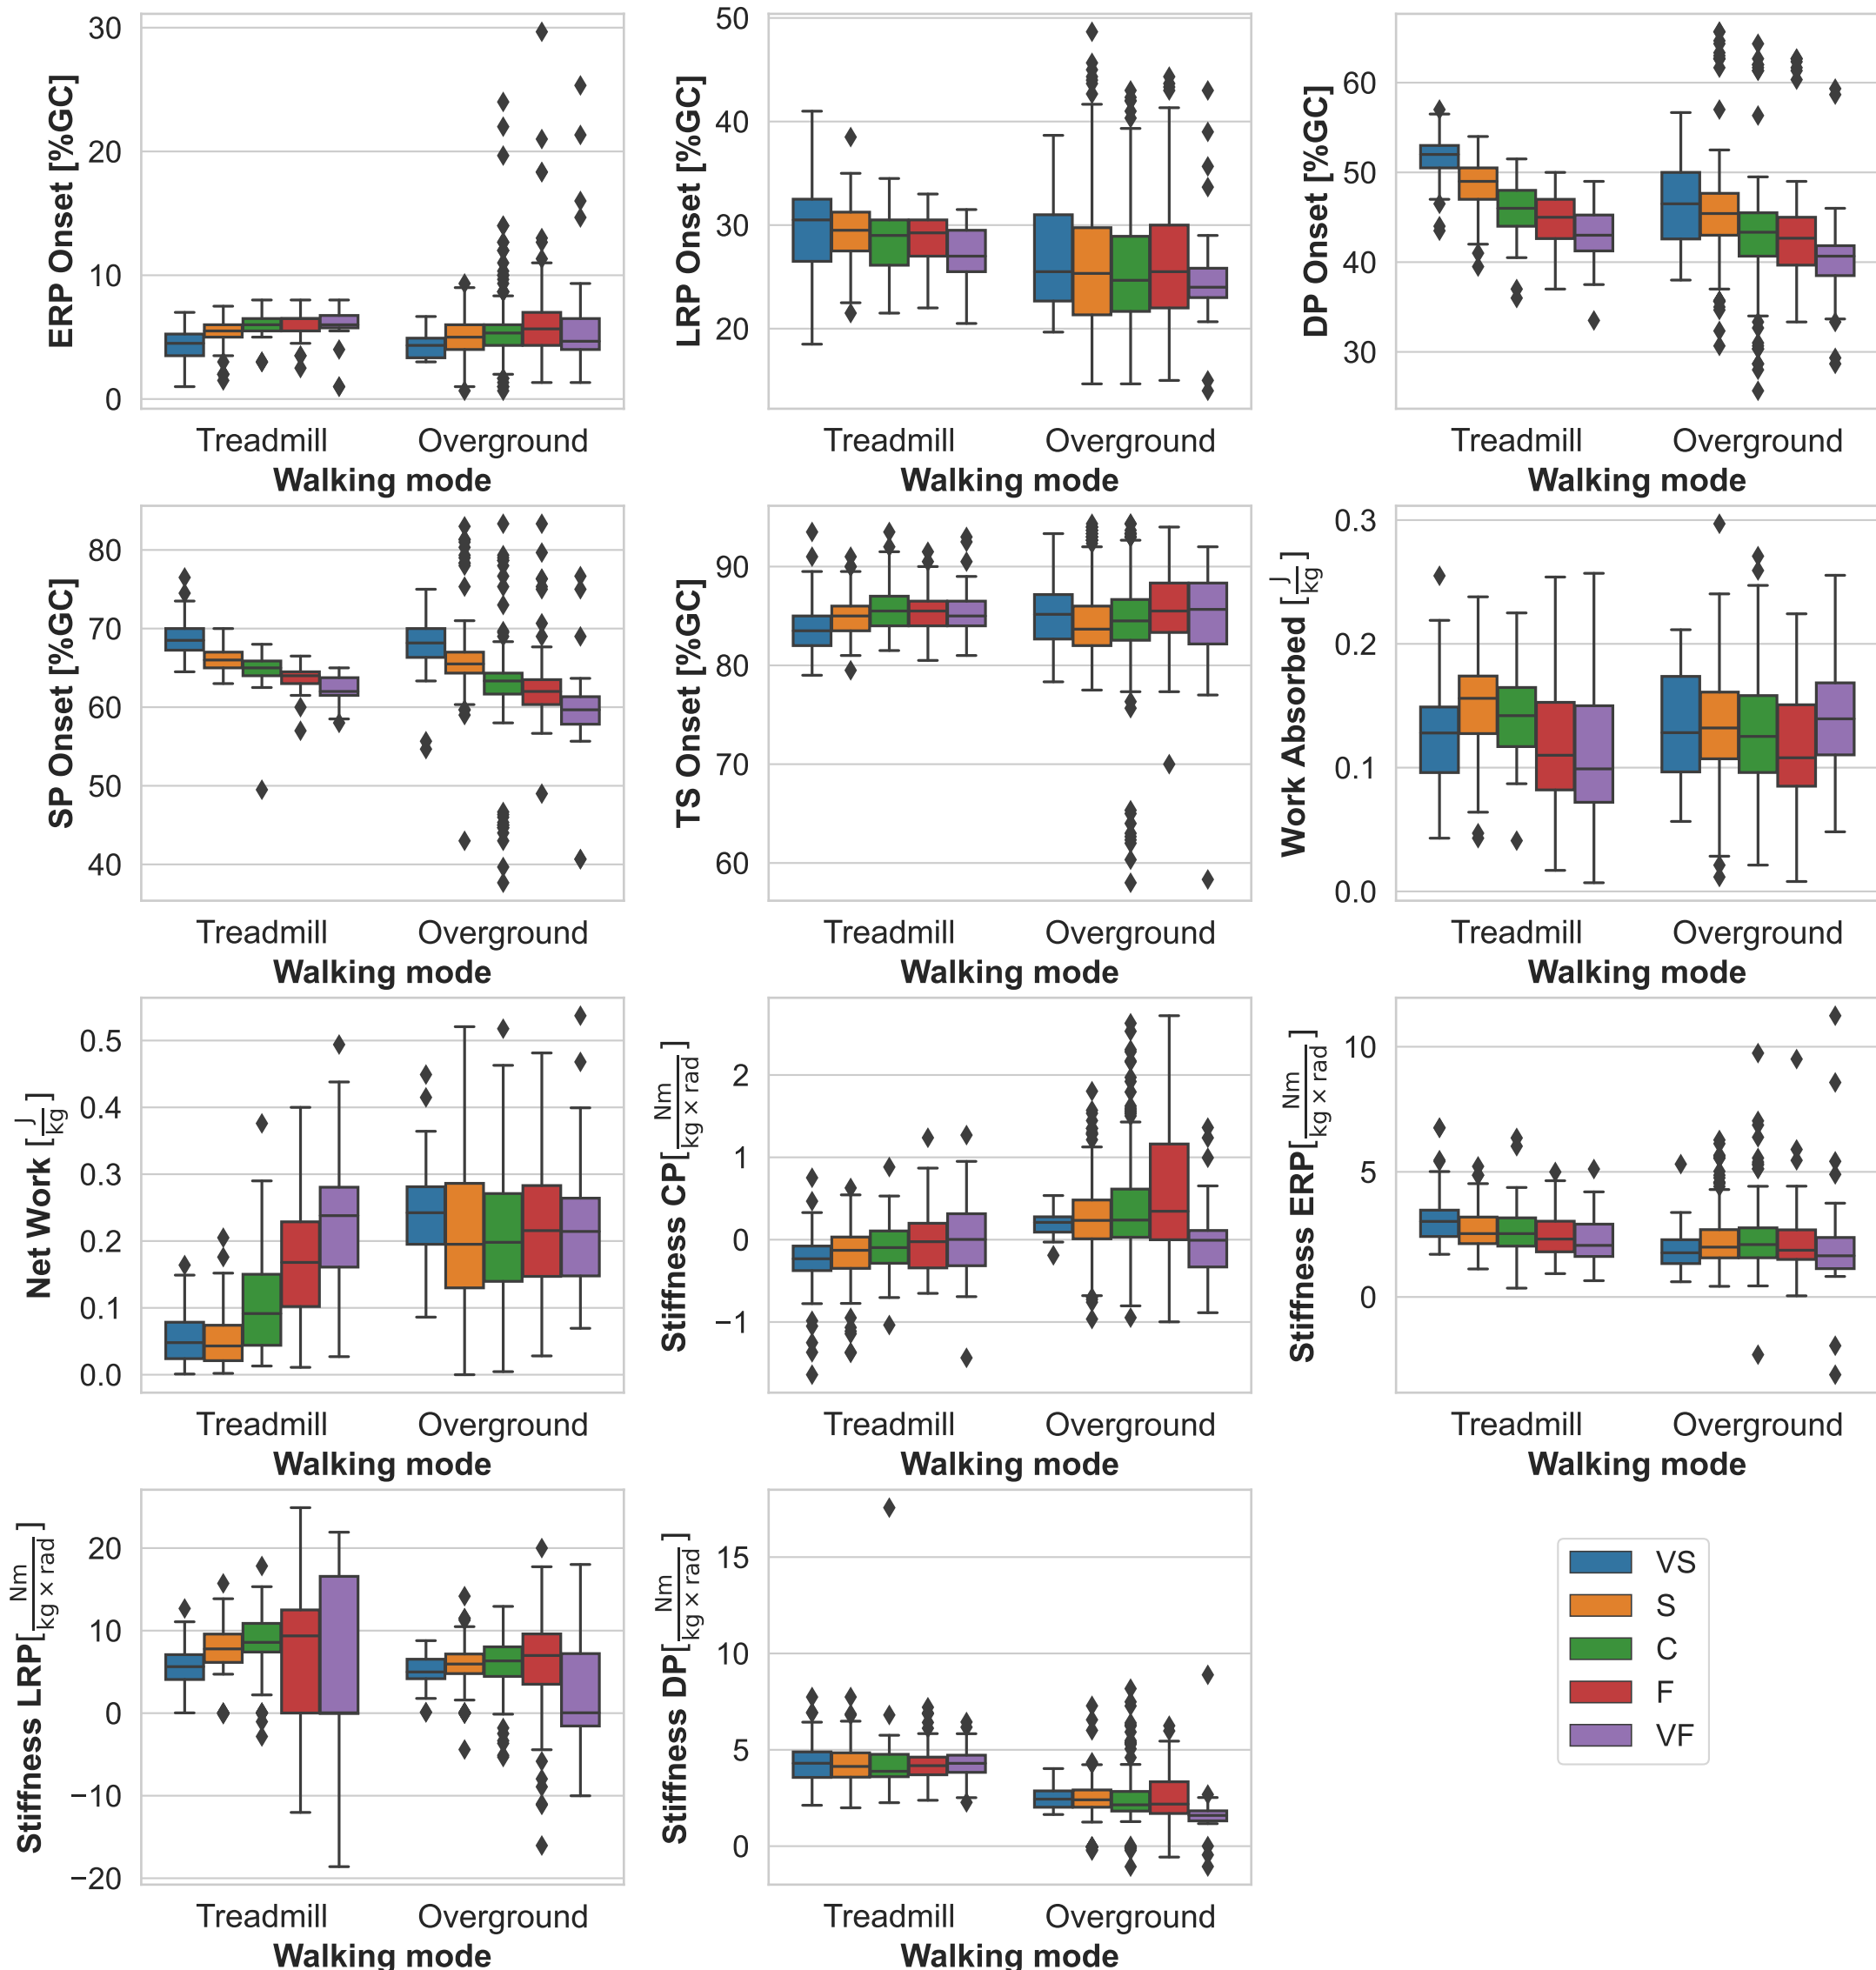 ERP Onset [%GC]
30
20
10
0
Treadmill Overground
Walking mode
LRP Onset [%GC]
50
40
30
20
Treadmill Overground
Walking mode
DP Onset [%GC]
60
50
40
30
Treadmill Overground
Walking mode
SP Onset [%GC]
80
70
60
50
40
Treadmill Overground
Walking mode
TS Onset [%GC]
90
80
70
60
Treadmill Overground
Walking mode
Work Absorbed [J/kg]
0.3
0.2
0.1
0.0
Treadmill Overground
Walking mode
Net Work [J/kg]
0.5
0.4
0.3
0.2
0.1
0.0
Treadmill Overground
Walking mode
Stiffness CP[Nm/kg × rad]
2
1
0
−1
Treadmill Overground
Walking mode
Stiffness ERP[Nm/kg × rad]
10
5
0
Treadmill Overground
Walking mode
Stiffness LRP[Nm/kg × rad]
20
10
0
−10
−20
Treadmill Overground
Walking mode
Stiffness DP[Nm/kg × rad]
15
10
5
0
Treadmill Overground
Walking mode
VS
S
C
F
VF